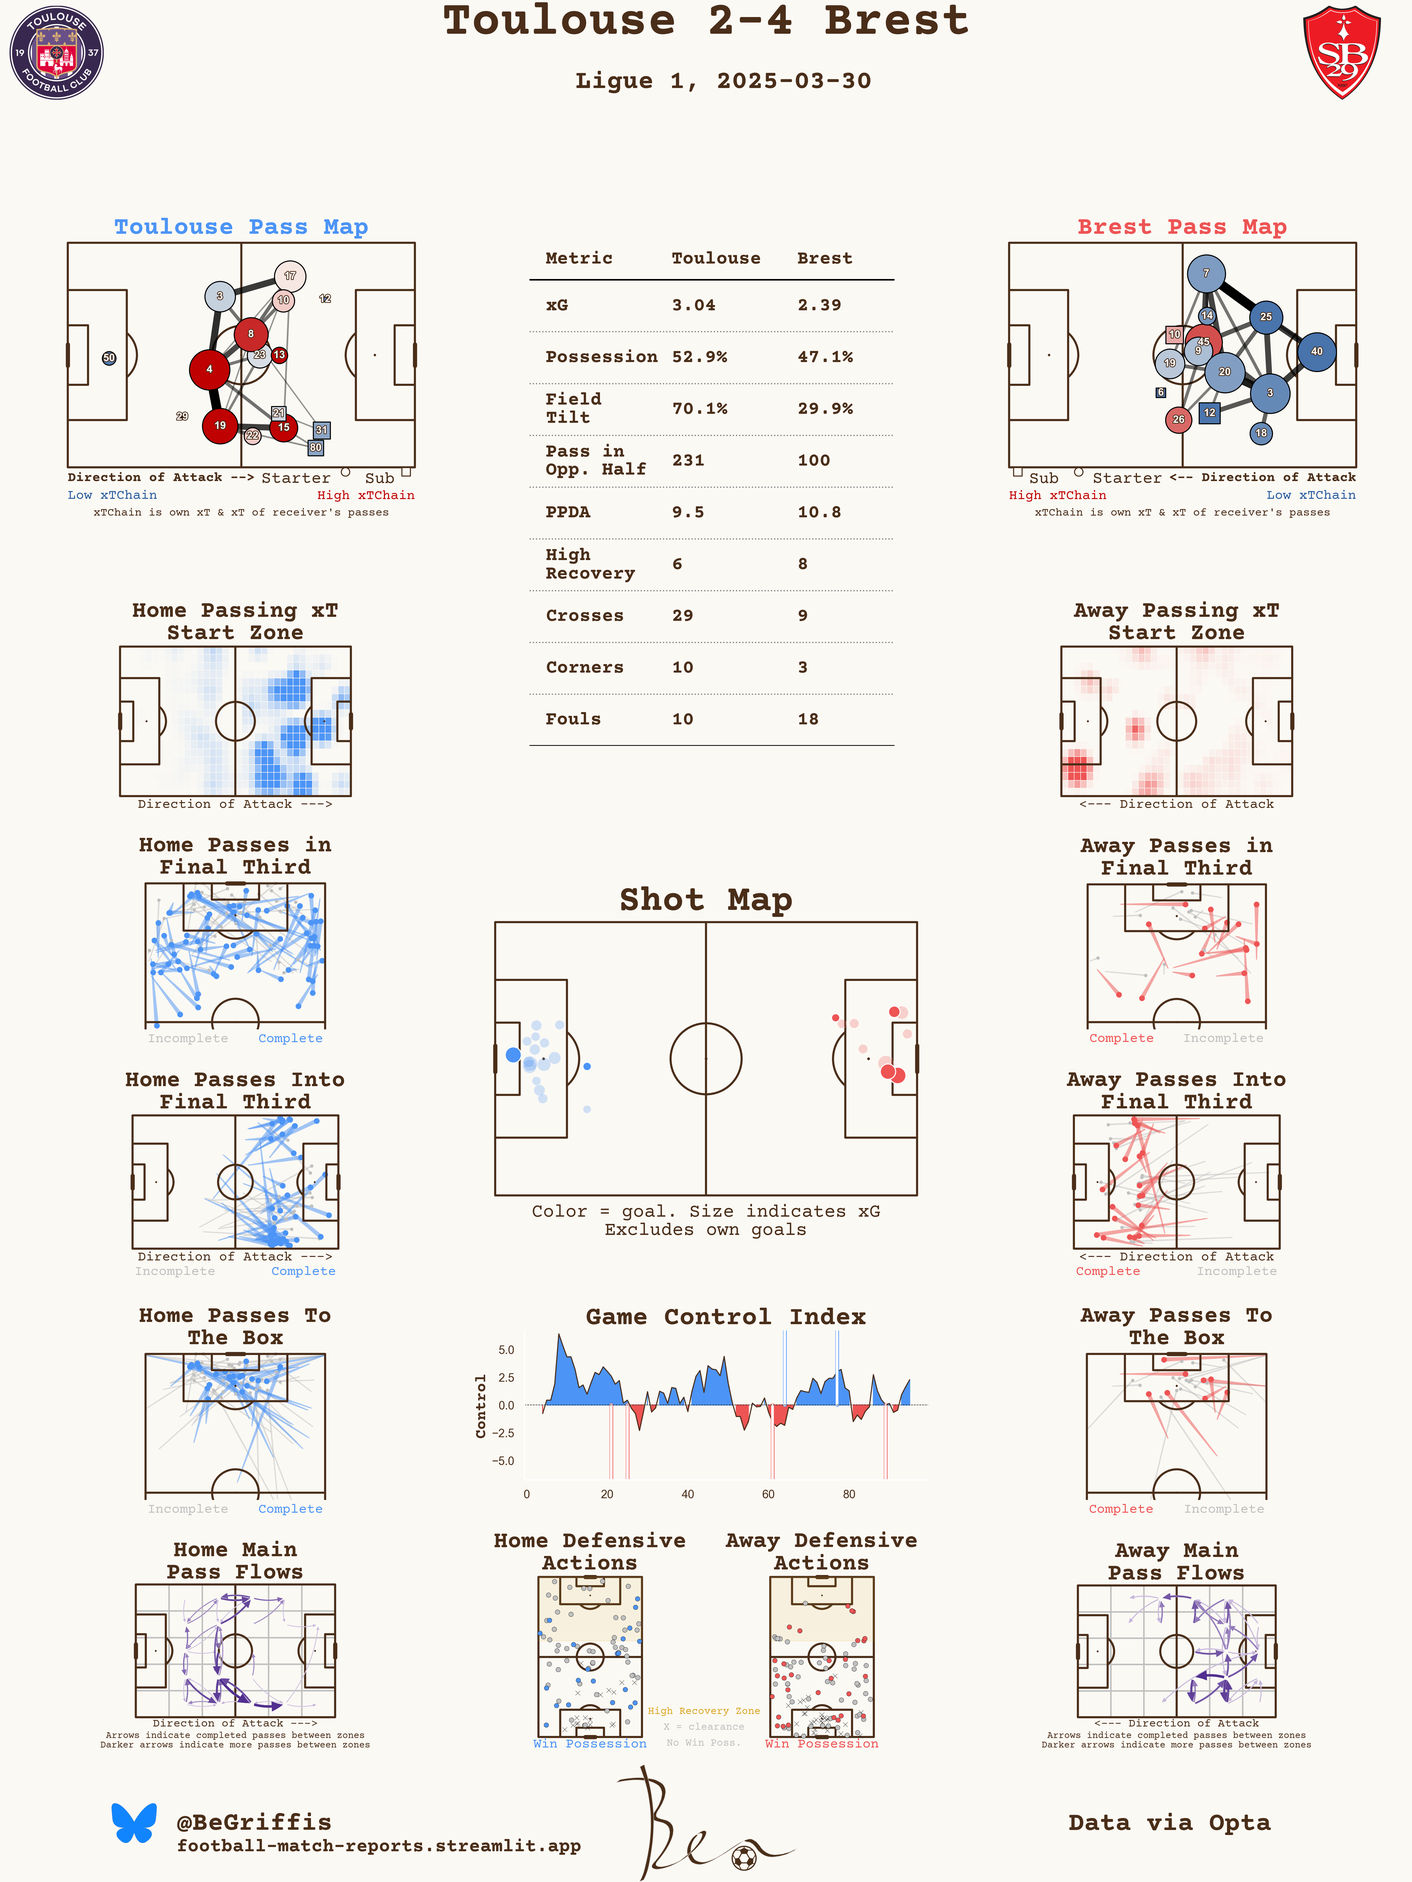 Toulouse 2-4 Brest
Ligue 1, 2025-03-30
TOULOUSE
19 37
FOOTBALL CLUB
SB
29
Toulouse Pass Map
17
3
10
12
8
23
13
50
4
21
29
19
15
22
31
80
Direction of Attack --> Starter Sub
Low xTChain High xTChain
xTChain is own xT & xT of receiver's passes
Metric Toulouse Brest
xG 3.04 2.39
Possession 52.9% 47.1%
Field
Tilt 70.1% 29.9%
Pass in
Opp. Half 231 100
PPDA 9.5 10.8
High
Recovery 6 8
Crosses 29 9
Corners 10 3
Fouls 10 18
Brest Pass Map
7
14
25
10
45
9
40
19
20
6
3
26
12
18
Sub Starter <-- Direction of Attack
High xTChain Low xTChain
xTChain is own xT & xT of receiver's passes
Home Passing xT
Start Zone
Direction of Attack --->
Away Passing xT
Start Zone
<--- Direction of Attack
Home Passes in
Final Third
Incomplete Complete
Away Passes in
Final Third
Complete Incomplete
Shot Map
Color = goal. Size indicates xG
Excludes own goals
Home Passes Into
Final Third
Direction of Attack --->
Incomplete Complete
Away Passes Into
Final Third
<--- Direction of Attack
Complete Incomplete
Home Passes To
The Box
Incomplete Complete
Game Control Index
Control
5.0
2.5
0.0
−2.5
−5.0
0 20 40 60 80
Away Passes To
The Box
Complete Incomplete
Home Main
Pass Flows
Direction of Attack --->
Arrows indicate completed passes between zones
Darker arrows indicate more passes between zones
Home Defensive
Actions
Win Possession
Away Defensive
Actions
Win Possession
High Recovery Zone
X = clearance
No Win Poss.
Away Main
Pass Flows
<--- Direction of Attack
Arrows indicate completed passes between zones
Darker arrows indicate more passes between zones
@BeGriffis
football-match-reports.streamlit.app
Ben
Data via Opta